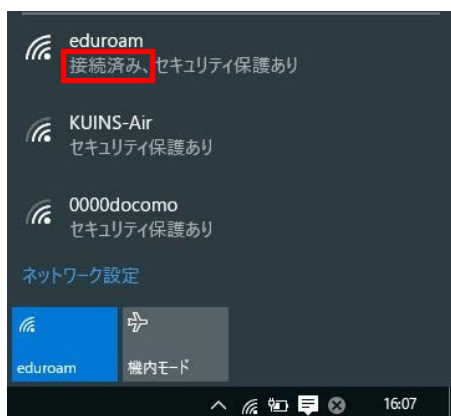 eduroam
接続済み、セキュリティ保護あり
KUINS-Air
セキュリティ保護あり
0000docomo
セキュリティ保護あり
ネットワーク設定
eduroam
機内モード
16:07